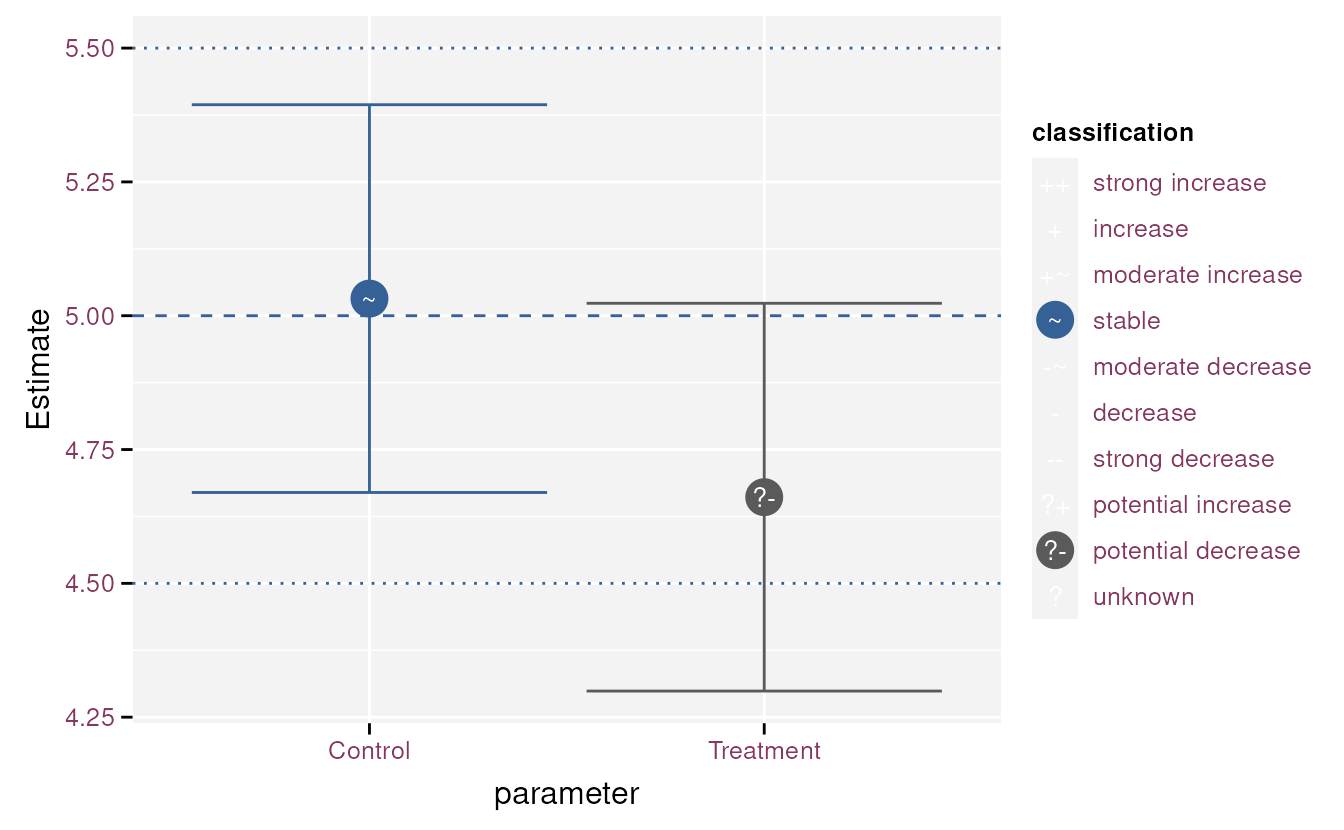 5.50
5.25
5.00
4.75
4.50
4.25
Estimate
~
?-
Control
Treatment
parameter
classification
++ strong increase
+ increase
+~ moderate increase
~ stable
-~ moderate decrease
- decrease
-- strong decrease
?+ potential increase
?- potential decrease
? unknown